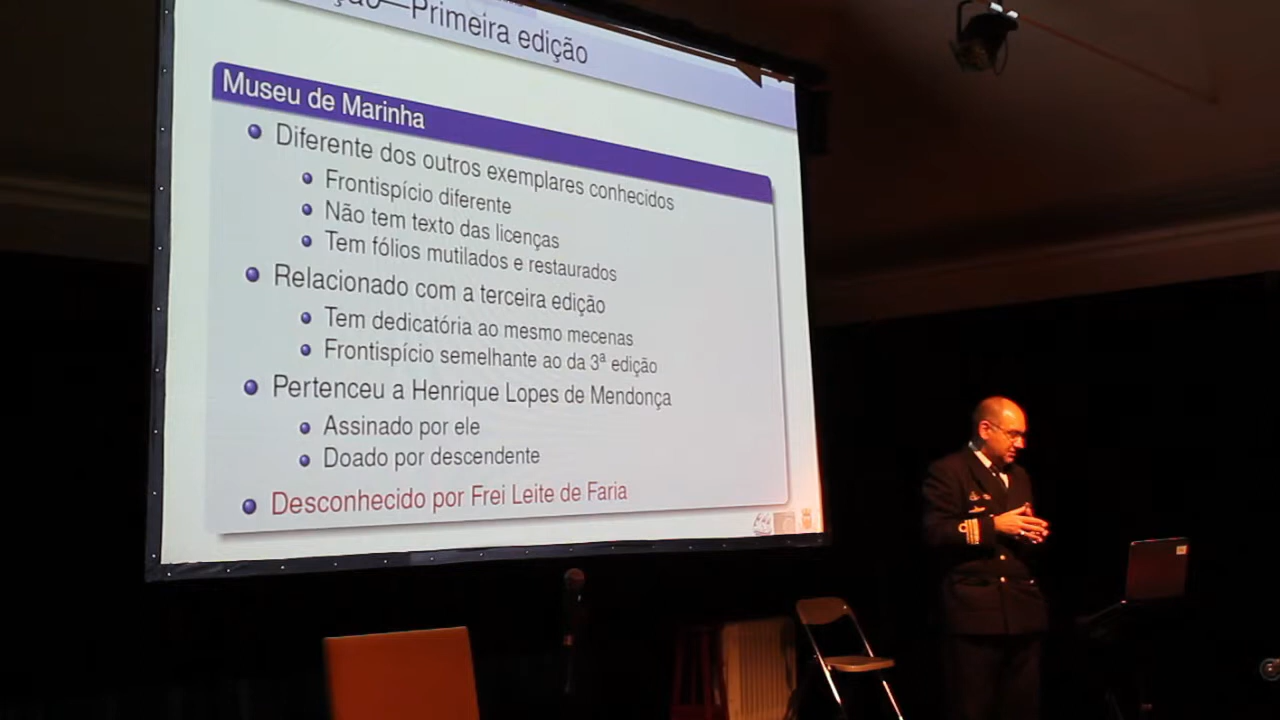 Primeira edição
Museu de Marinha
Diferente dos outros exemplares conhecidos
Frontispício diferente
Não tem texto das licenças
Tem fólios mutilados e restaurados
Relacionado com a terceira edição
Tem dedicatória ao mesmo mecenas
Frontispício semelhante ao da 3ª edição
Pertenceu a Henrique Lopes de Mendonça
Assinado por ele
Doado por descendente
Desconhecido por Frei Leite de Faria